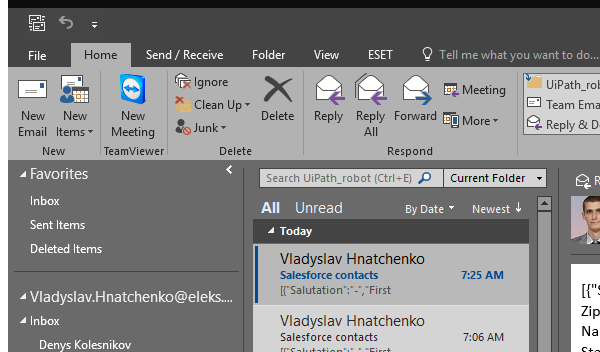 File Home Send / Receive Folder View ESET Tell me what you want to do...
New Email
New Items
New Meeting
Ignore
Clean Up
Junk
Delete
Reply
Reply All
Forward
Meeting
More
UiPath_rob
Team Ema
Reply & D
New TeamViewer Delete Respond
Favorites
Inbox
Sent Items
Deleted Items
Vladyslav.Hnatchenko@eleks....
Inbox
Denys Kolesnikov
Search UiPath_robot (Ctrl+E) Current Folder
All Unread By Date Newest
Today
Vladyslav Hnatchenko
Salesforce contacts 7:25 AM
[{"Salutation":"-","First
Vladyslav Hnatchenko
Salesforce contacts 7:06 AM
[{"Salutation":"-","First
R
[{"S
Zip
Na
Sta